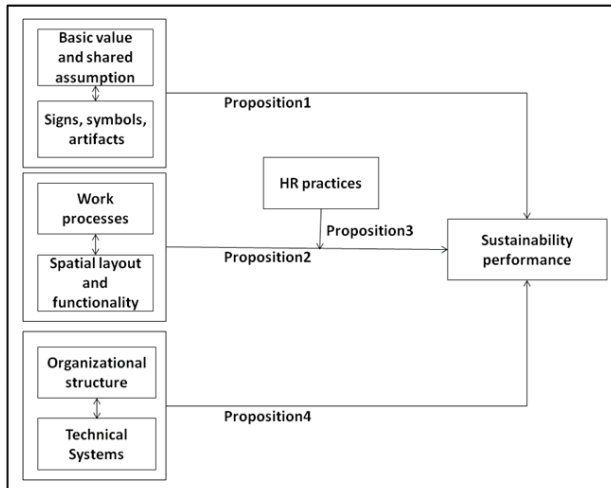 Basic value
and shared
assumption
Signs, symbols,
artifacts
Proposition1
HR practices
Work
processes
Proposition3
Spatial layout
and
functionality
Proposition2
Sustainability
performance
Organizational
structure
Technical
Systems
Proposition4